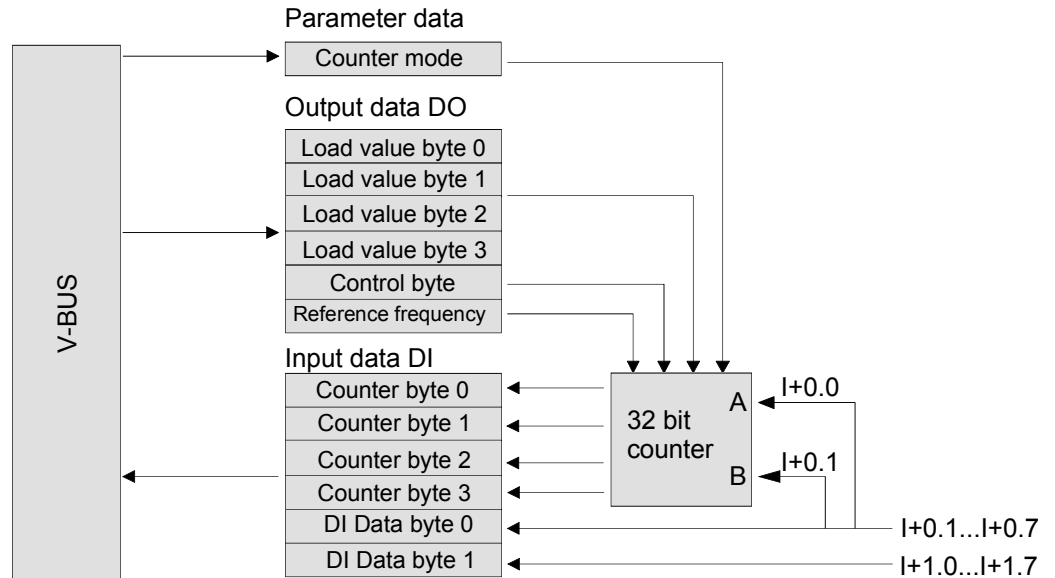 Parameter data
Counter mode
Output data DO
Load value byte 0
Load value byte 1
Load value byte 2
Load value byte 3
Control byte
Reference frequency
V-BUS
Input data DI
Counter byte 0
Counter byte 1
Counter byte 2
Counter byte 3
DI Data byte 0
DI Data byte 1
32 bit
counter
A
B
I+0.0
I+0.1
I+0.1...I+0.7
I+1.0...I+1.7